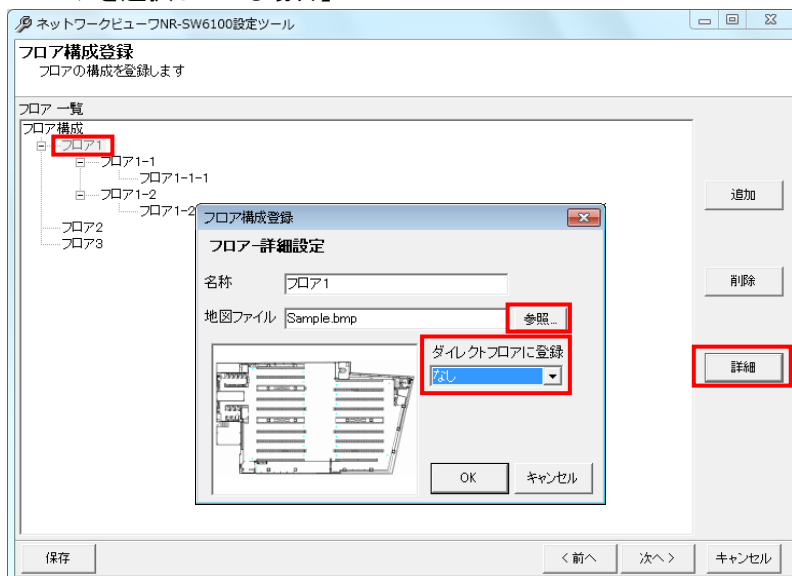 ネットワークビューワNR-SW6100設定ツール
フロア構成登録
フロアの構成を登録します
フロア 一覧
フロア構成
フロア1
フロア1-1
フロア1-1-1
フロア1-2
フロア1-2
フロア2
フロア3
追加
削除
詳細
フロア構成登録
フロアー詳細設定
名称 フロア1
地図ファイル Sample.bmp 参照...
ダイレクトフロアに登録
なし
OK キャンセル
保存 <前へ 次へ> キャンセル